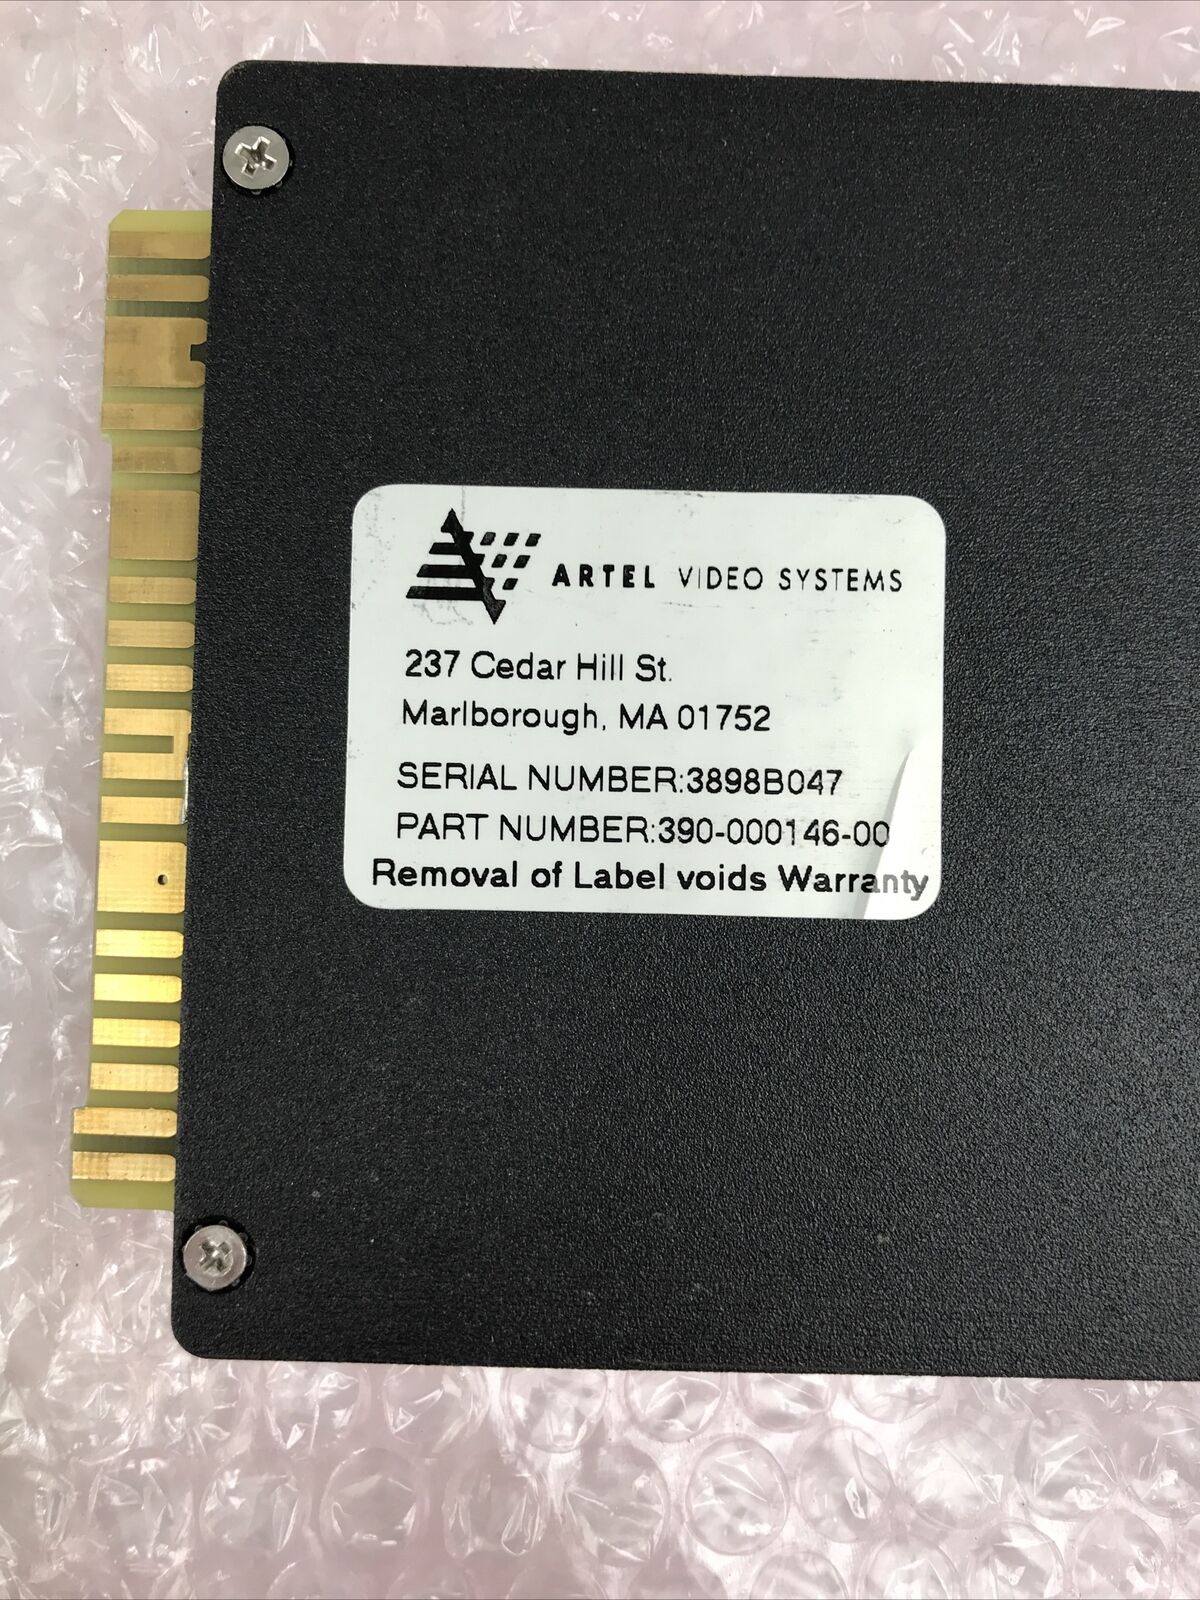 ARTEL VIDEO SYSTEMS
237 Cedar Hill St.
Marlborough, MA 01752
SERIAL NUMBER:3898B047
PART NUMBER:390-000146-00
Removal of Label voids Warranty